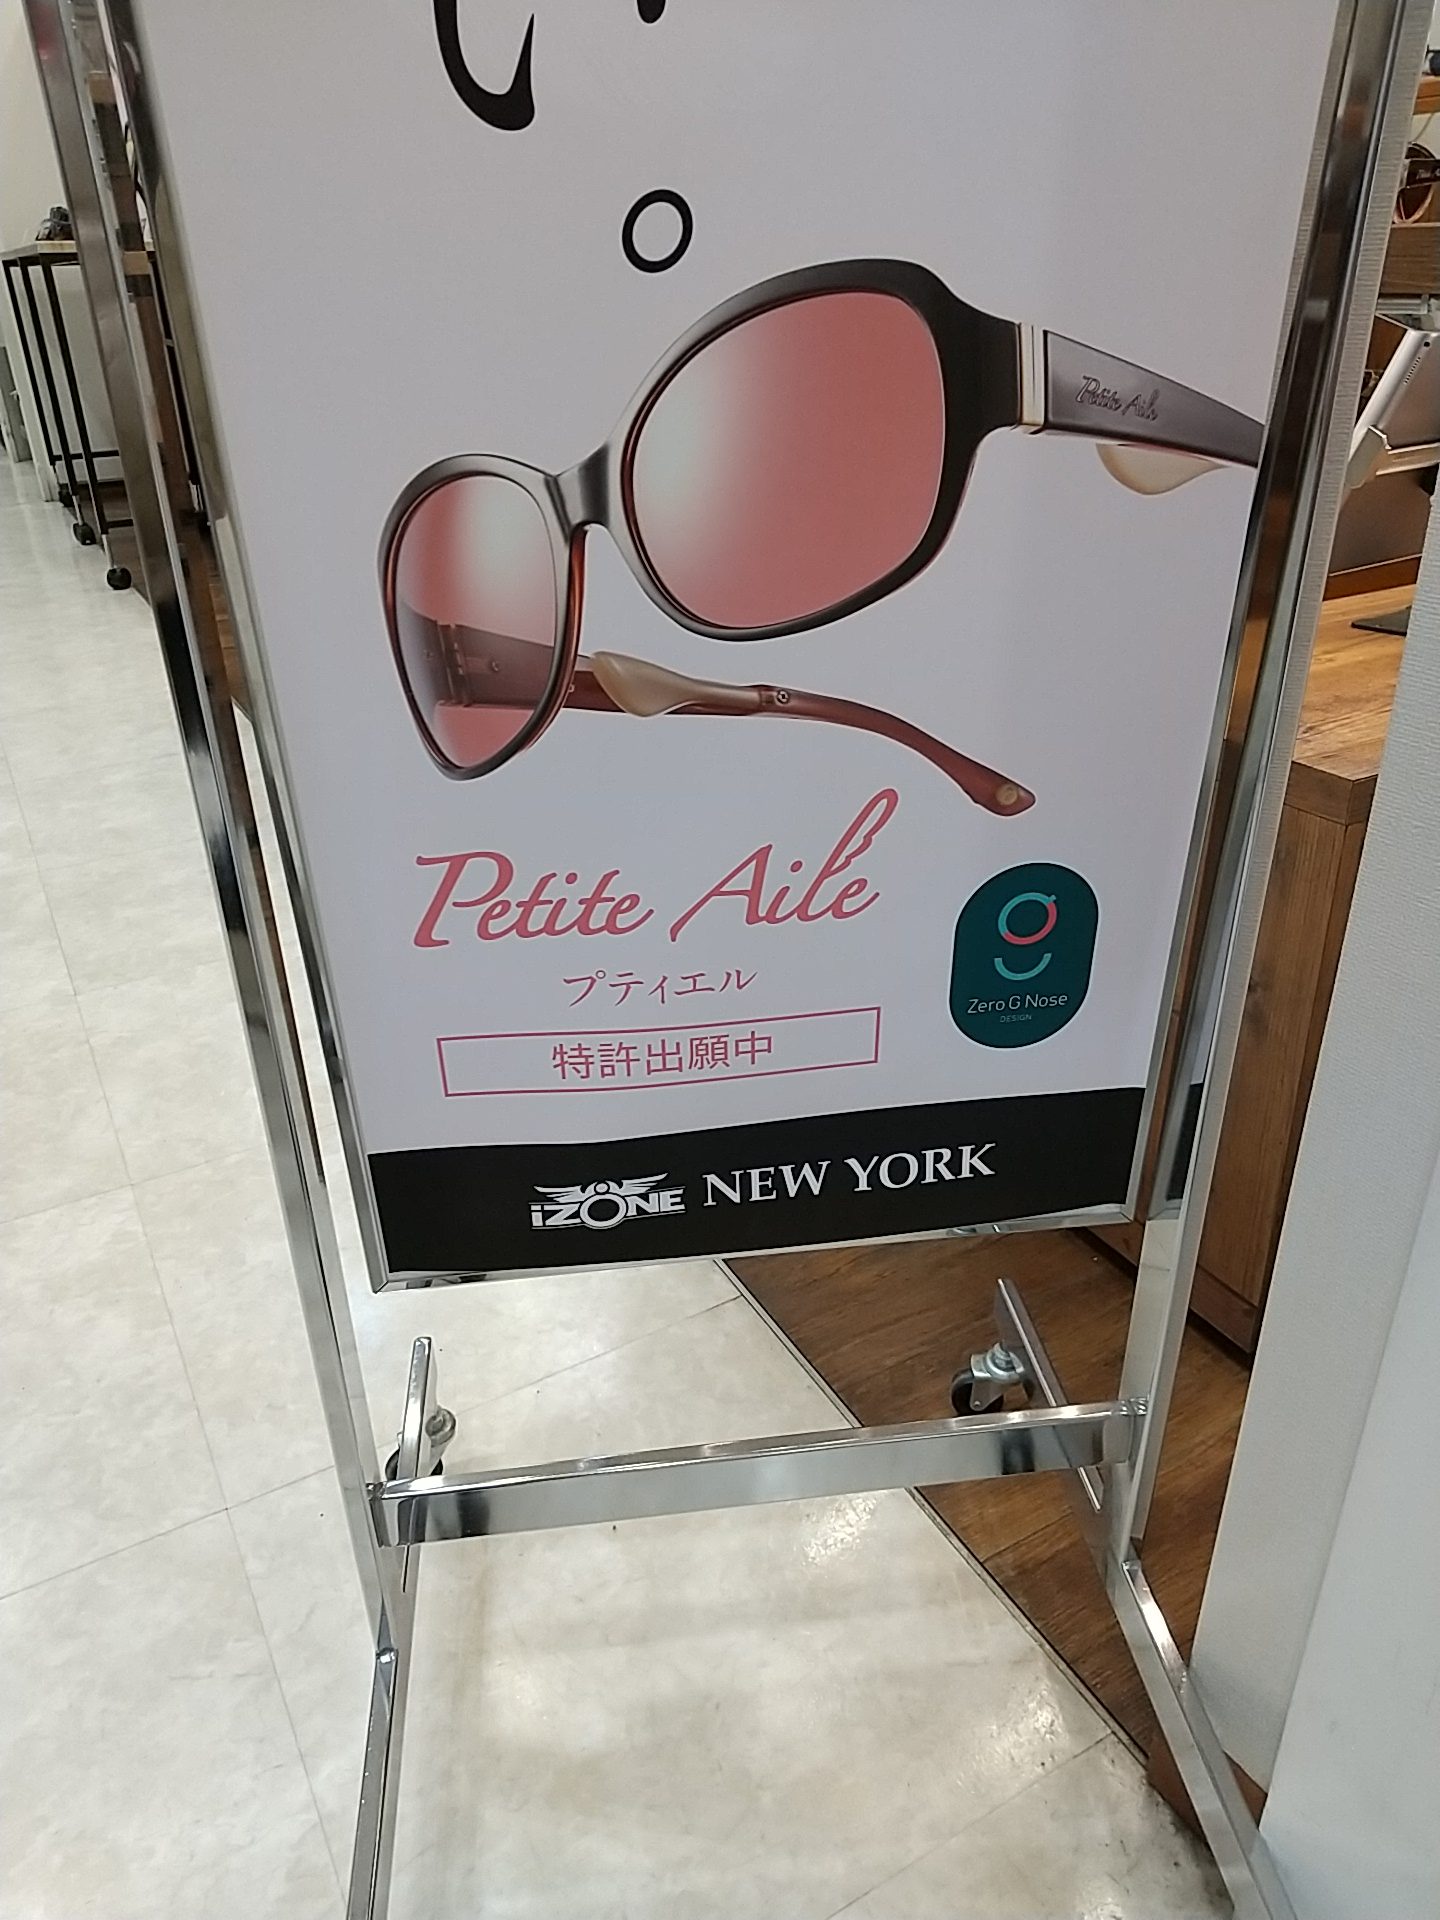 い
。
Petite Aile
Petite Aile
プティエル
特許出願中
Zero G Nose
DESIGN
iZONE NEW YORK